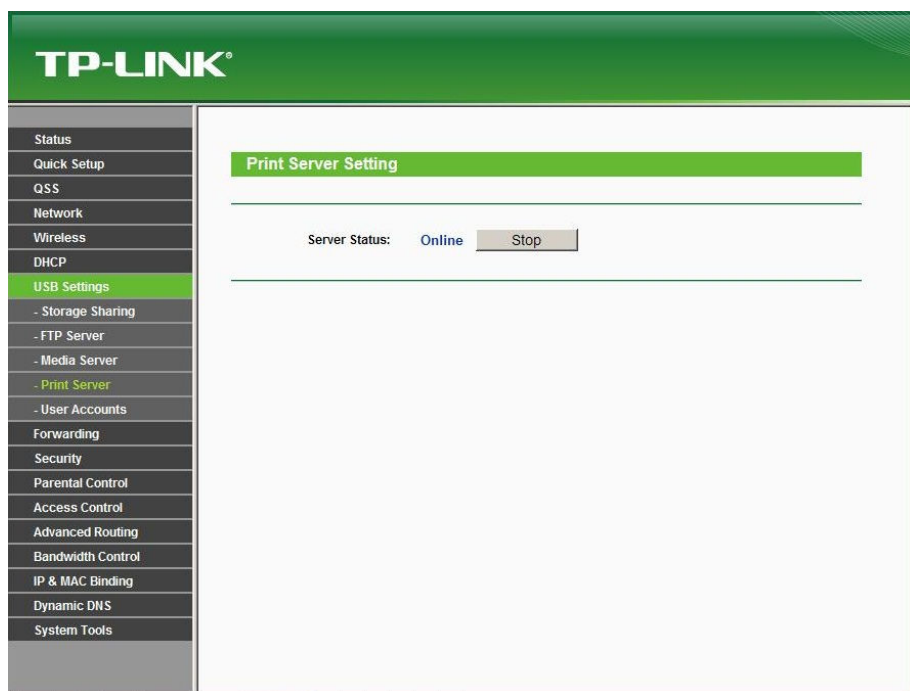 TP-LINK®
Status
Quick Setup
QSS
Network
Wireless
DHCP
USB Settings
- Storage Sharing
- FTP Server
- Media Server
- Print Server
- User Accounts
Forwarding
Security
Parental Control
Access Control
Advanced Routing
Bandwidth Control
IP & MAC Binding
Dynamic DNS
System Tools
Print Server Setting
Server Status: Online Stop